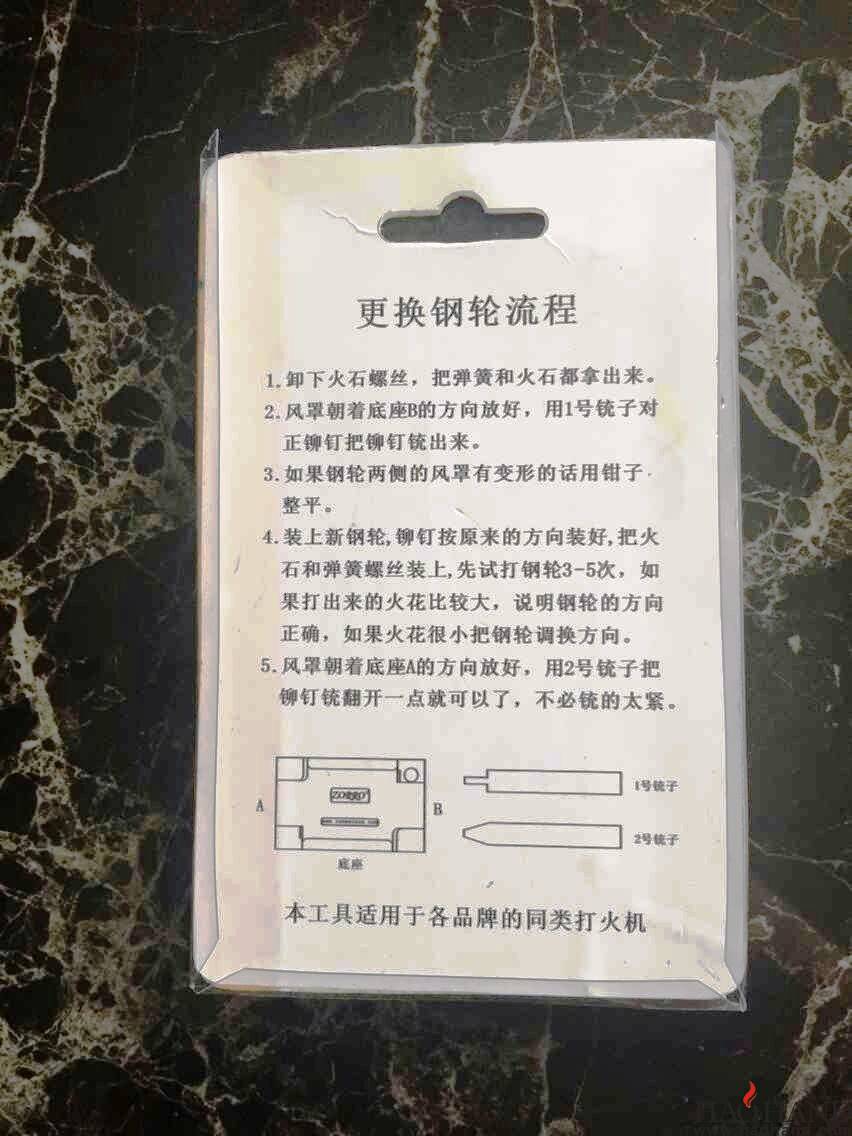 更换钢轮流程
1.卸下火石螺丝，把弹簧和火石都拿出来。
2.风罩朝着底座B的方向放好，用1号铳子对
正铆钉把铆钉铳出来。
3.如果钢轮两侧的风罩有变形的话用钳子
整平。
4.装上新钢轮,铆钉按原来的方向装好,把火
石和弹簧螺丝装上,先试打钢轮3-5次，如
果打出来的火花比较大，说明钢轮的方向
正确，如果火花很小把钢轮调换方向。
5.风罩朝着底座A的方向放好，用2号铳子把
铆钉铳翻开一点就可以了，不必铳的太紧。
A
ZORRO
B
底座
1号铳子
2号铳子
本工具适用于各品牌的同类打火机